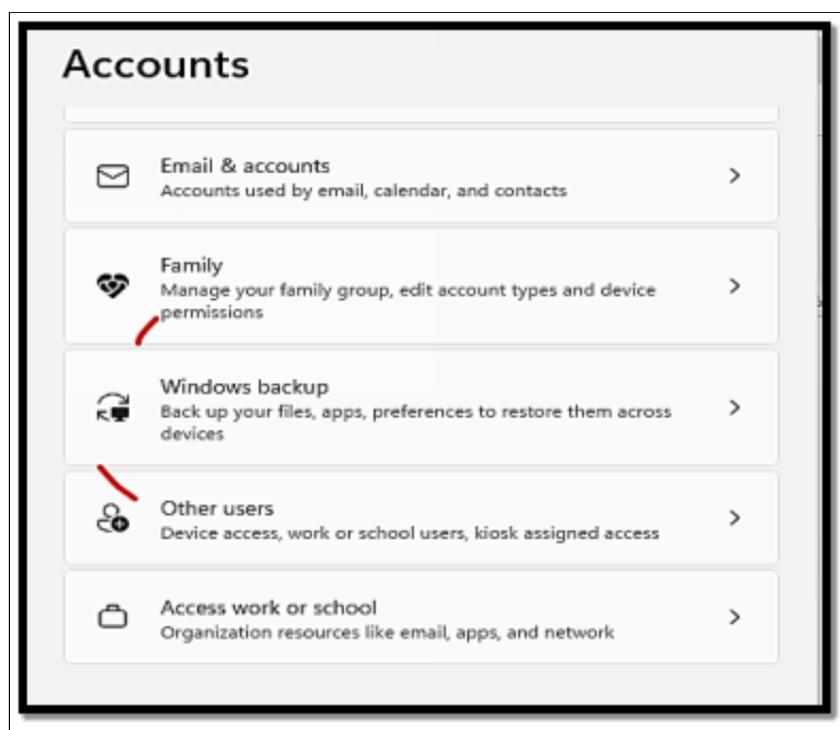 Accounts
Email & accounts
Accounts used by email, calendar, and contacts
Family
Manage your family group, edit account types and device
permissions
Windows backup
Back up your files, apps, preferences to restore them across
devices
Other users
Device access, work or school users, kiosk assigned access
Access work or school
Organization resources like email, apps, and network